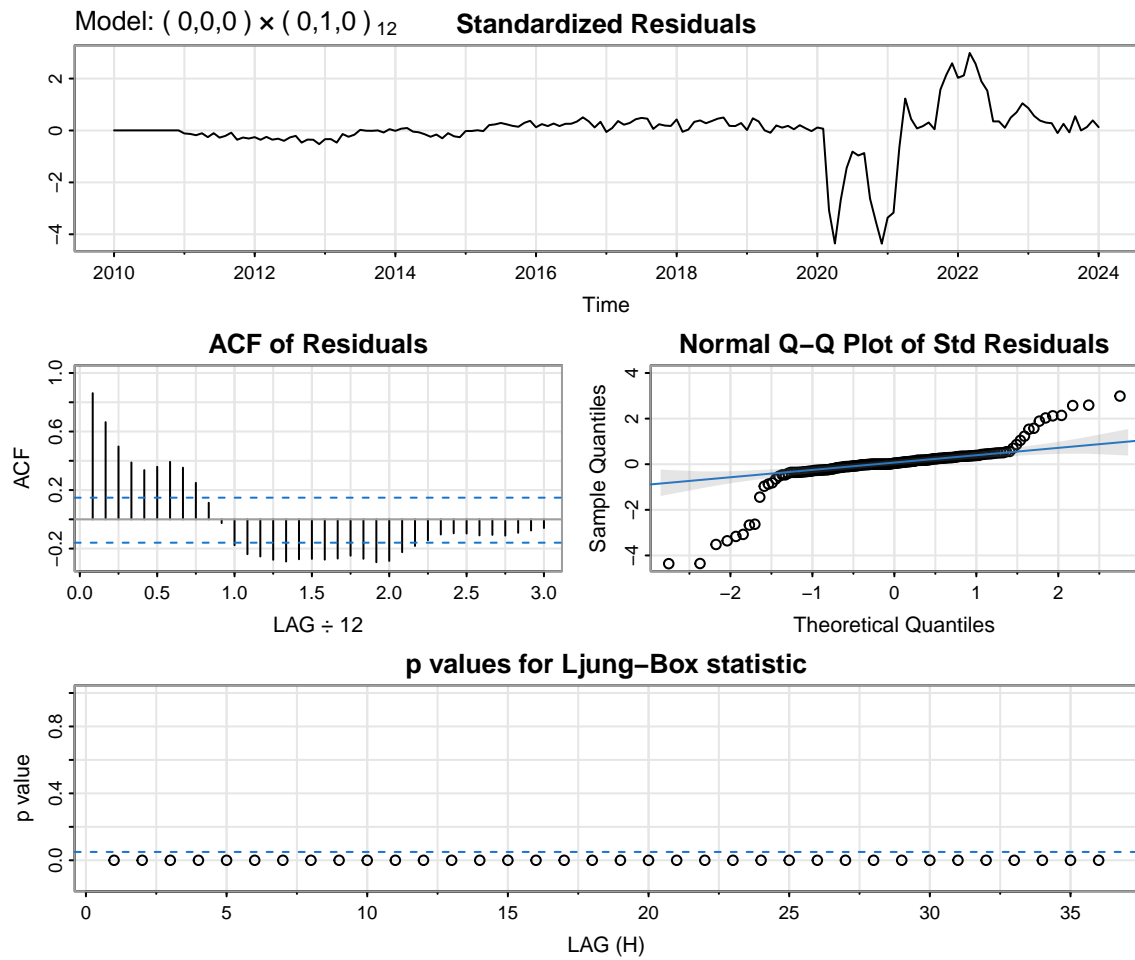 Model: ( 0,0,0 ) × ( 0,1,0 ) 12 Standardized Residuals
2
0
−2
−4
2010 2012 2014 2016 2018 2020 2022 2024
Time
ACF of Residuals
1.0
0.6
0.2
−0.2
ACF
0.0 0.5 1.0 1.5 2.0 2.5 3.0
LAG ÷ 12
Normal Q−Q Plot of Std Residuals
4
2
0
−2
−4
Sample Quantiles
−2 −1 0 1 2
Theoretical Quantiles
p values for Ljung−Box statistic
0.8
0.4
0.0
p value
0 5 10 15 20 25 30 35
LAG (H)